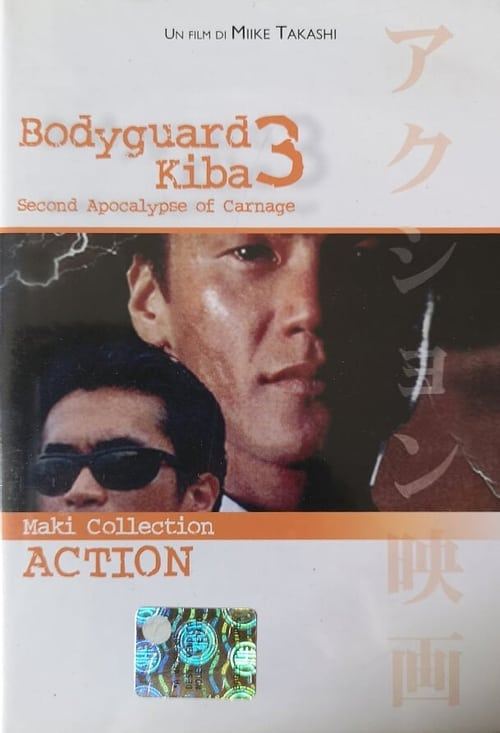 UN FILM DI MIIKE TAKASHI
Bodyguard
Kiba 3
Second Apocalypse of Carnage
アクション映画
Maki Collection
ACTION